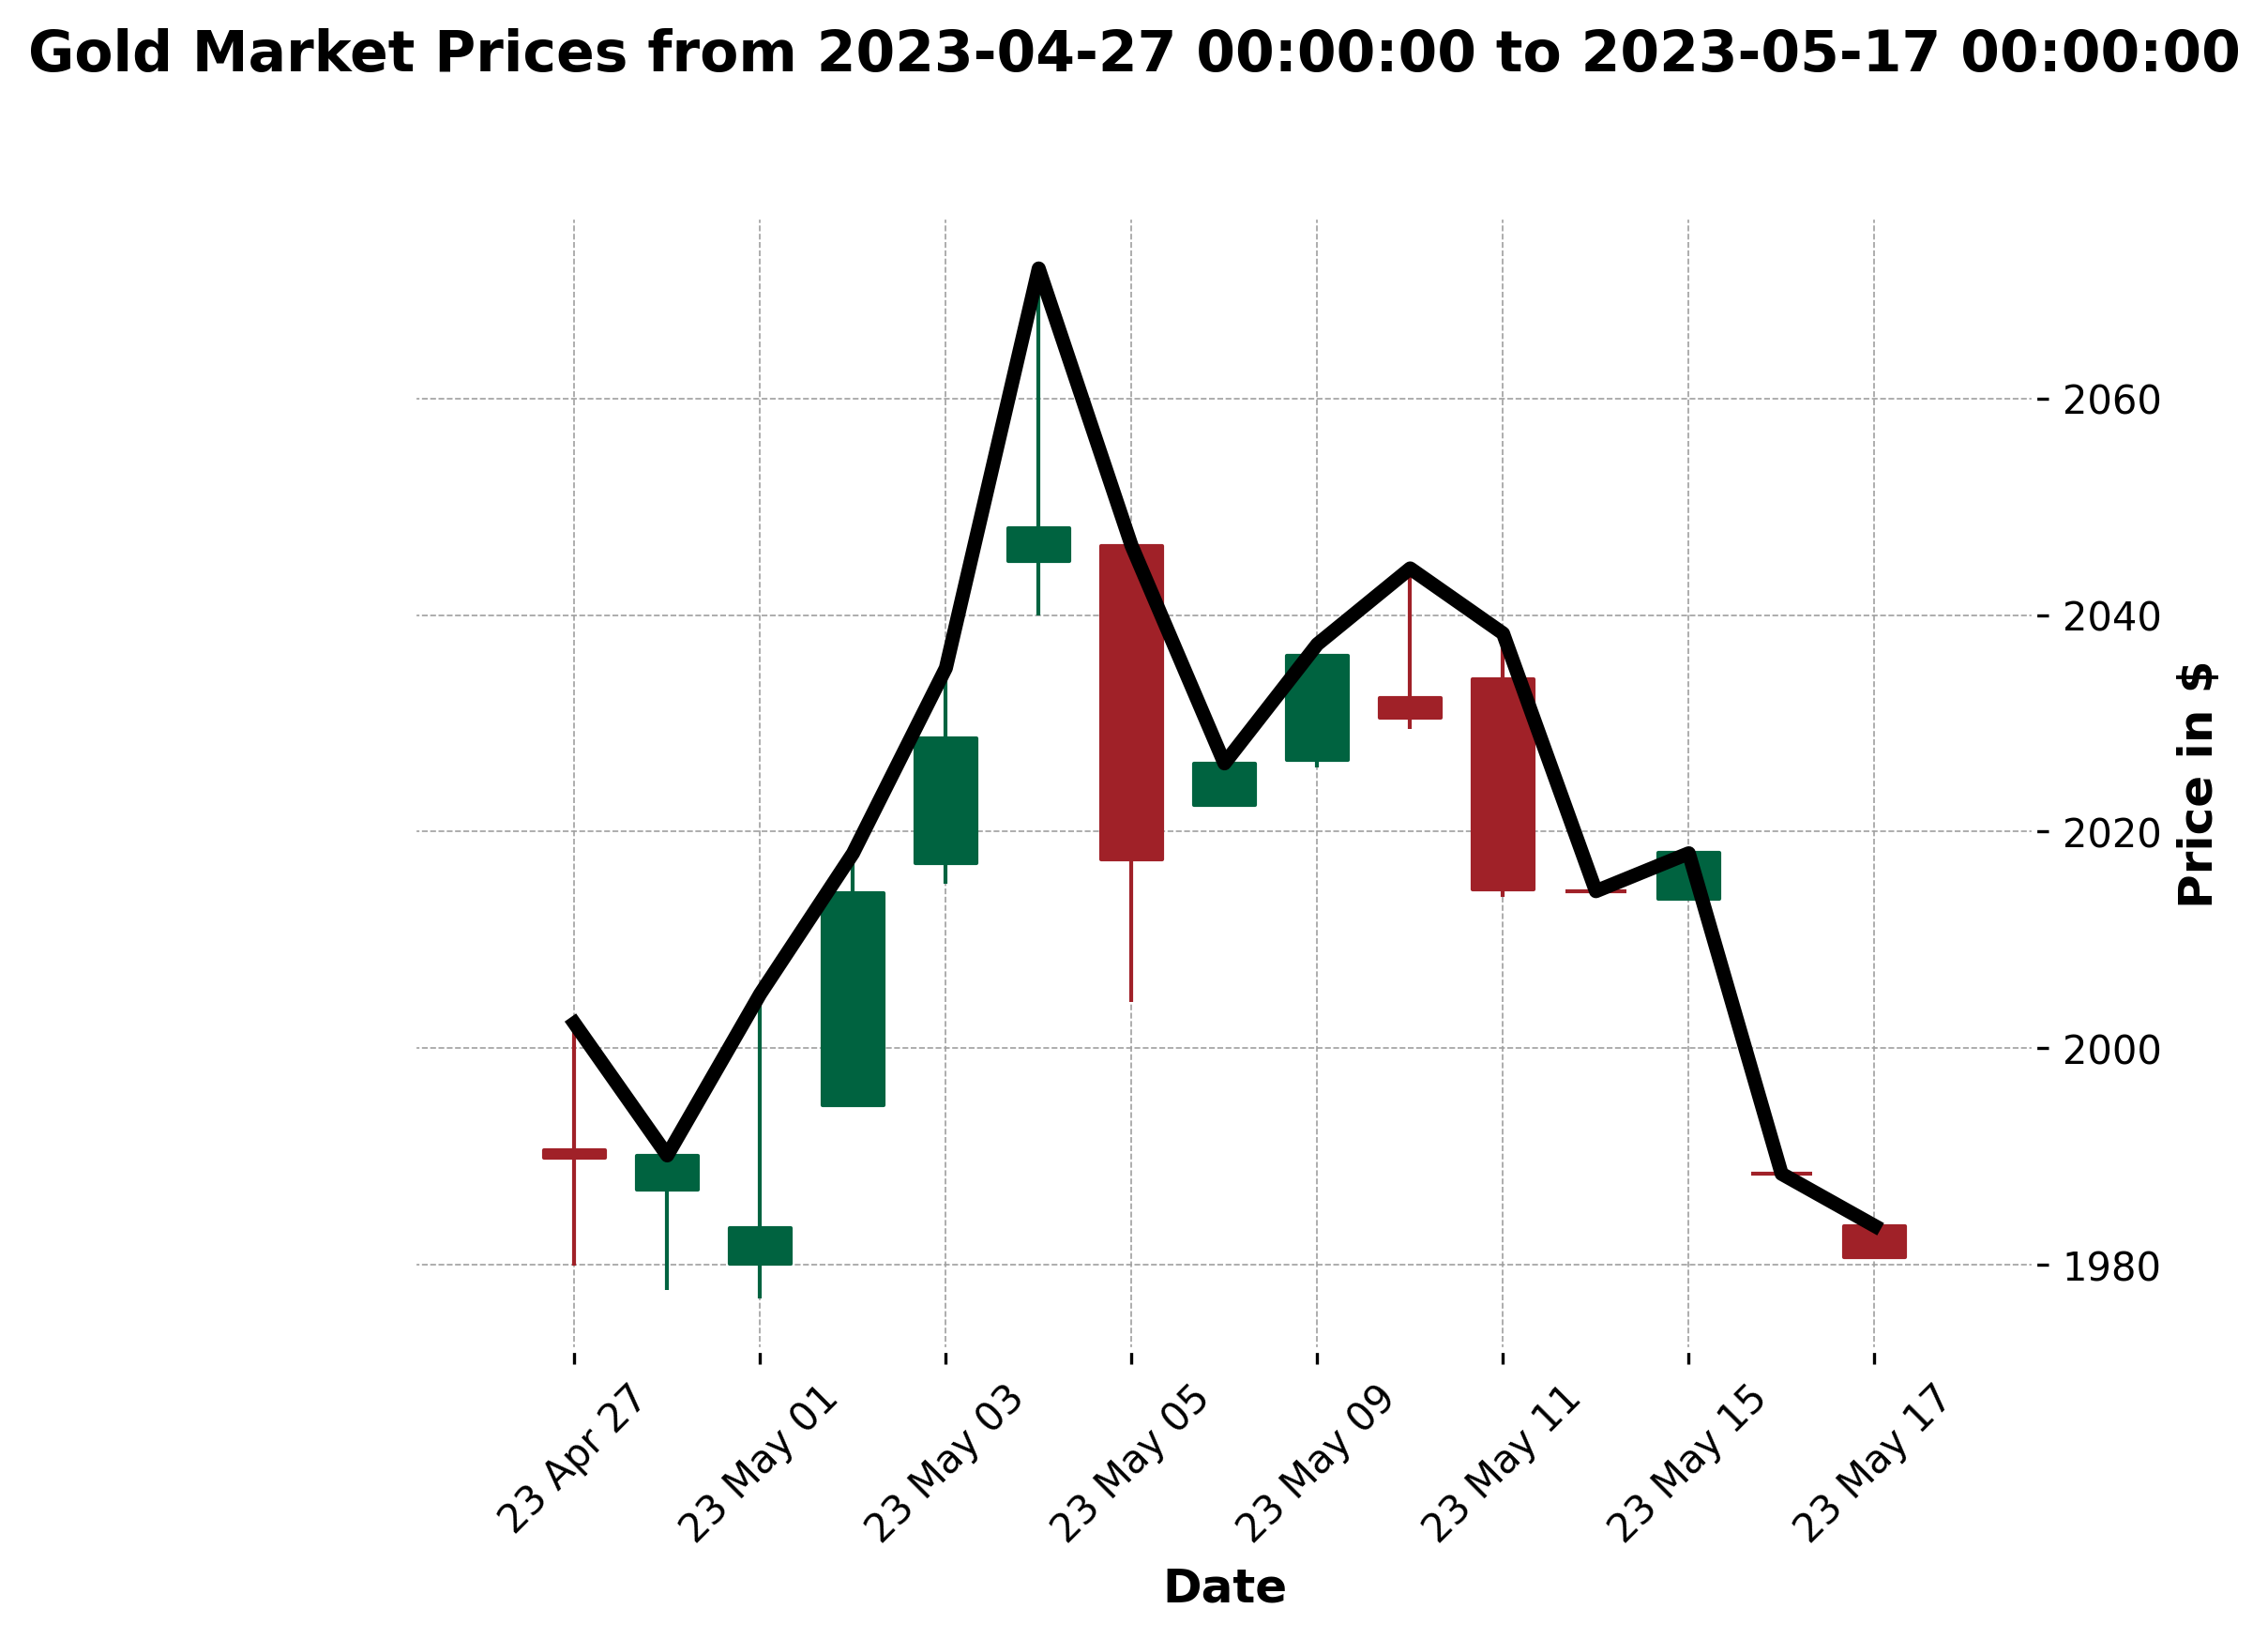 Gold Market Prices from 2023-04-27 00:00:00 to 2023-05-17 00:00:00
2060
2040
2020
2000
1980
Price in $
23 Apr 27
23 May 01
23 May 03
23 May 05
23 May 09
23 May 11
23 May 15
23 May 17
Date